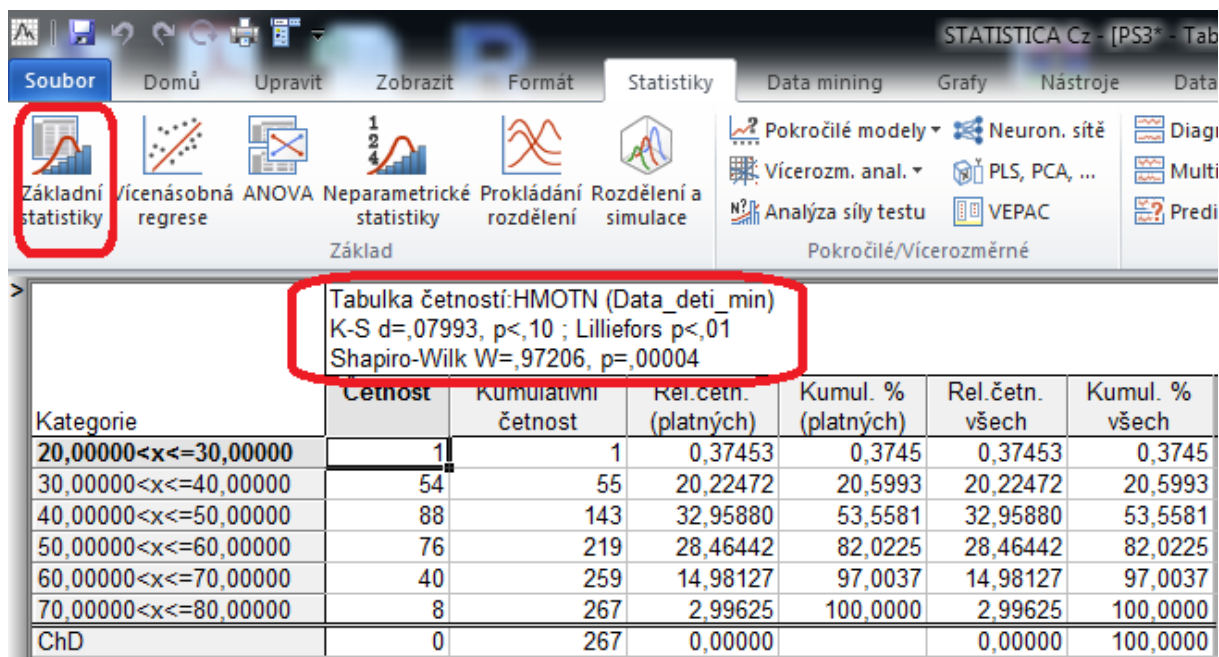 STATISTICA Cz - [PS3* - Tab
Soubor Domů Upravit Zobrazit Formát Statistiky Data mining Grafy Nástroje Data
Základní statistiky
Vícenásobná regrese
ANOVA
Neparametrické statistiky
Prokládání rozdělení
Rozdělení a simulace
Základ
Pokročilé modely
Vícerozm. anal.
Analýza síly testu
Neuron. sítě
PLS, PCA, ...
VEPAC
Pokročilé/Vícerozměrné
Diagr
Multi
Predi
Tabulka četností:HMOTN (Data_deti_min)
K-S d=,07993, p<,10 ; Lilliefors p<,01
Shapiro-Wilk W=,97206, p=,00004
Kategorie Četnost Kumulativní četnost Rel.četn. (platných) Kumul. % (platných) Rel.četn. všech Kumul. % všech
20,00000<x<=30,00000 1 1 0,37453 0,3745 0,37453 0,3745
30,00000<x<=40,00000 54 55 20,22472 20,5993 20,22472 20,5993
40,00000<x<=50,00000 88 143 32,95880 53,5581 32,95880 53,5581
50,00000<x<=60,00000 76 219 28,46442 82,0225 28,46442 82,0225
60,00000<x<=70,00000 40 259 14,98127 97,0037 14,98127 97,0037
70,00000<x<=80,00000 8 267 2,99625 100,0000 2,99625 100,0000
ChD 0 267 0,00000 0,00000 100,0000